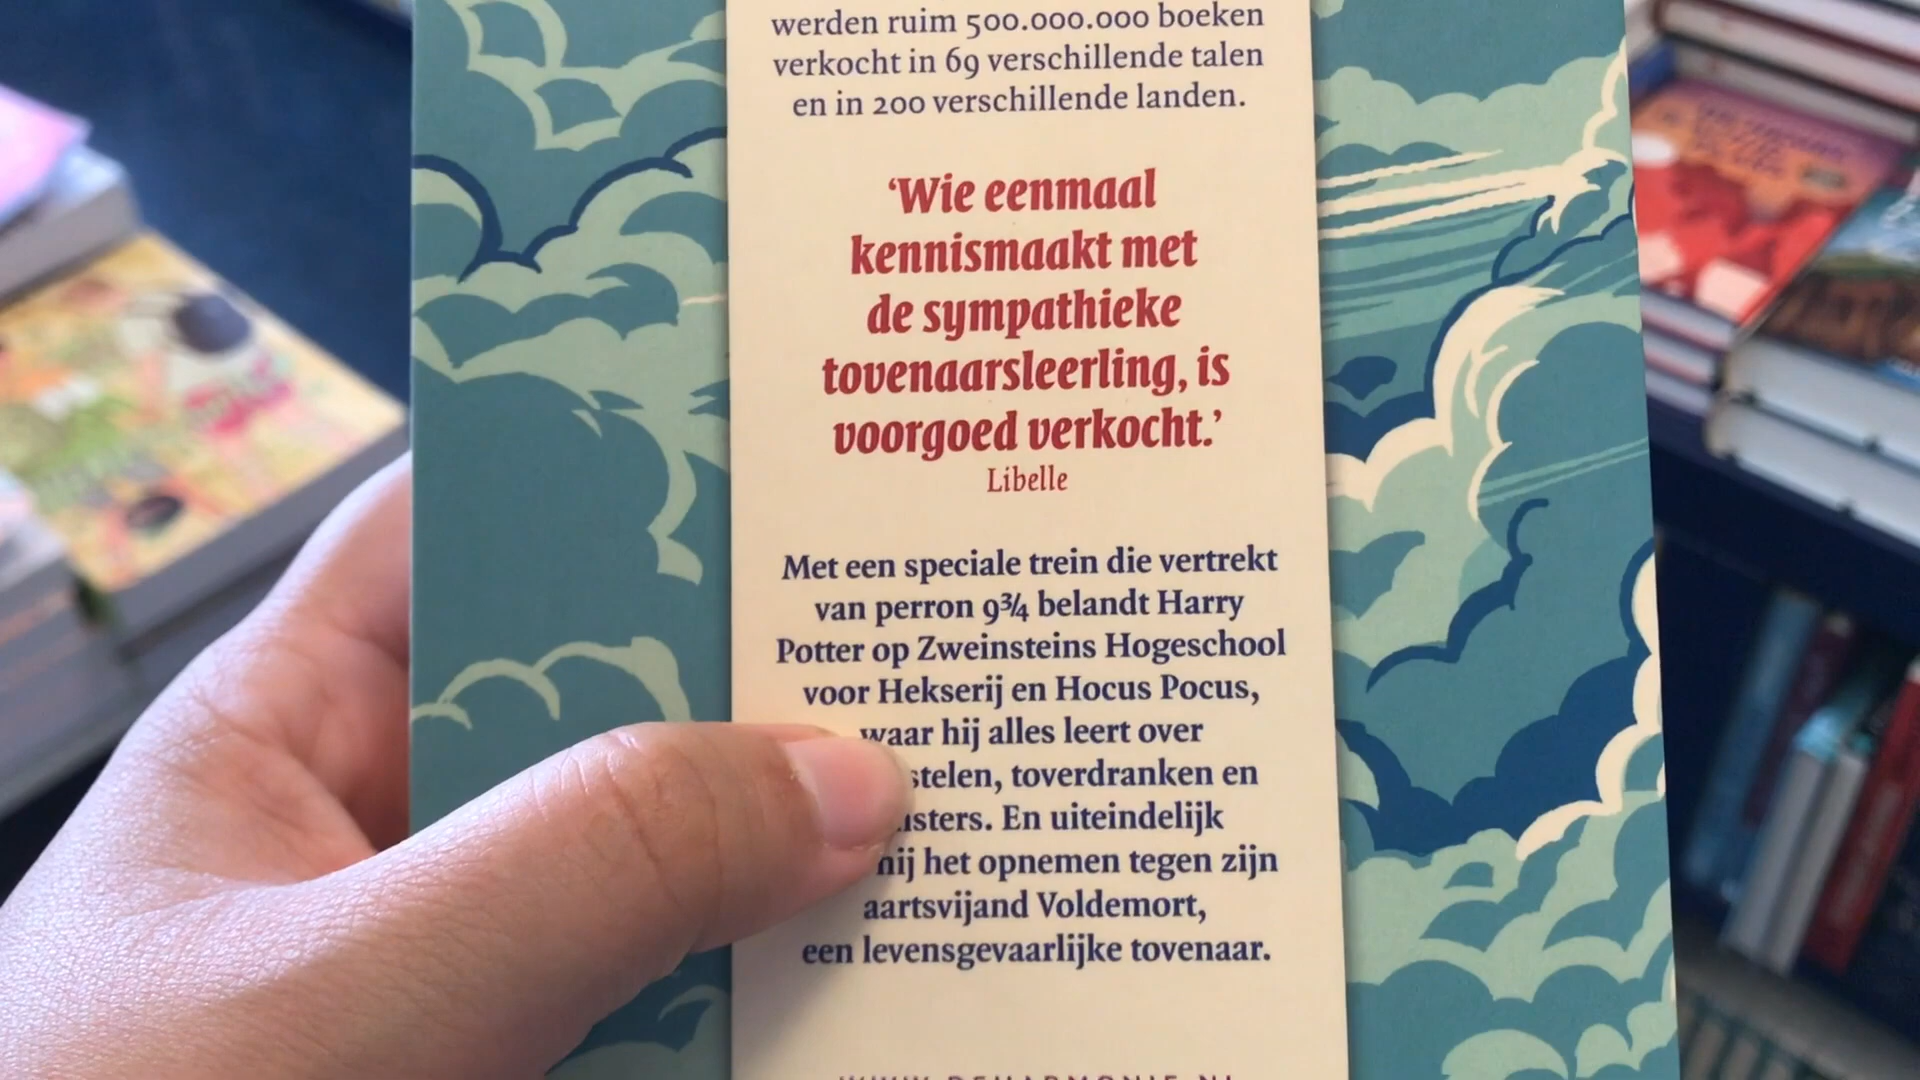 werden ruim 500.000.000 boeken
verkocht in 69 verschillende talen
en in 200 verschillende landen.
‘Wie eenmaal
kennismaakt met
de sympathieke
tovenaarsleerling, is
voorgoed verkocht.’
Libelle
Met een speciale trein die vertrekt
van perron 9¾ belandt Harry
Potter op Zweinsteins Hogeschool
voor Hekserij en Hocus Pocus,
waar hij alles leert over
toverdranken en
En uiteindelijk
hij het opnemen tegen zijn
aartsvijand Voldemort,
een levensgevaarlijke tovenaar.